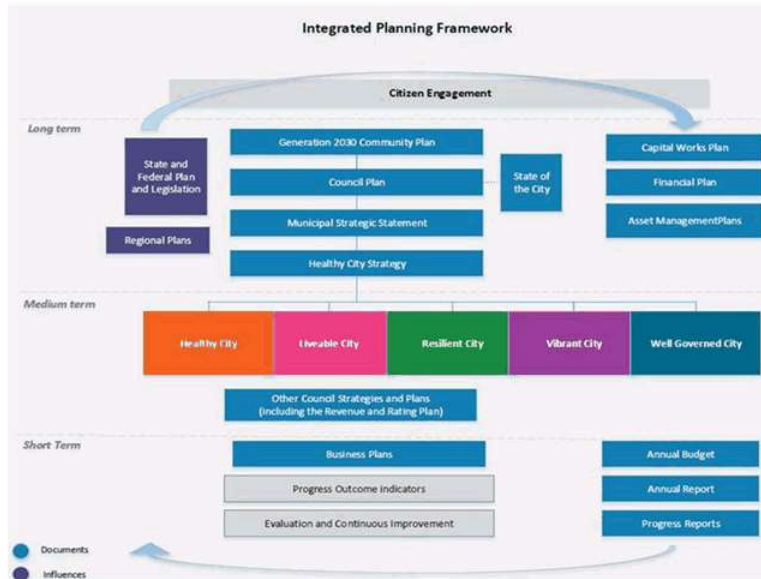 Integrated Planning Framework
Citizen Engagement
Long term
State and
Federal Plan
and Legislation
Regional Plans
Generation 2030 Community Plan
Council Plan
Municipal Strategic Statement
Healthy City Strategy
State of
the City
Capital Works Plan
Financial Plan
Asset ManagementPlans
Medium term
Healthy City
Liveable City
Resilient City
Vibrant City
Well Governed City
Other Council Strategies and Plans
(including the Revenue and Rating Plan)
Short Term
Business Plans
Progress Outcome indicators
Evaluation and Continuous Improvement
Annual Budget
Annual Report
Progress Reports
Documents
Influences